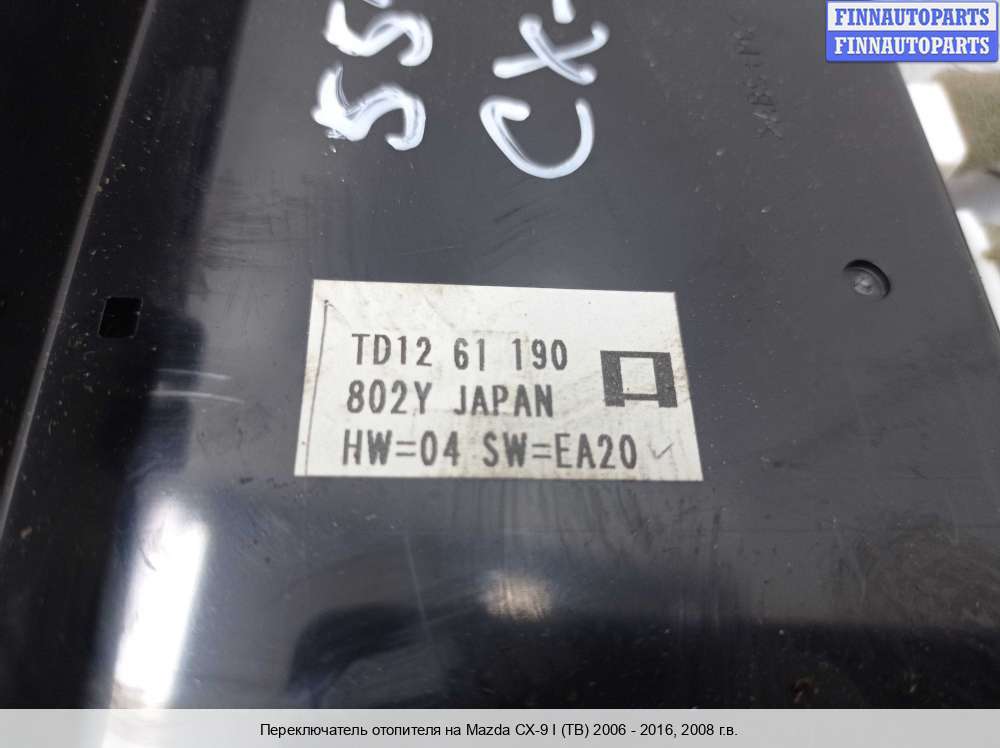 FINNAUTOPARTS
FINNAUTOPARTS
CX-
TD12 61 190
802Y JAPAN
HW=04 SW=EA20
Переключатель отопителя на Mazda CX-9 I (TB) 2006 - 2016, 2008 г.в.